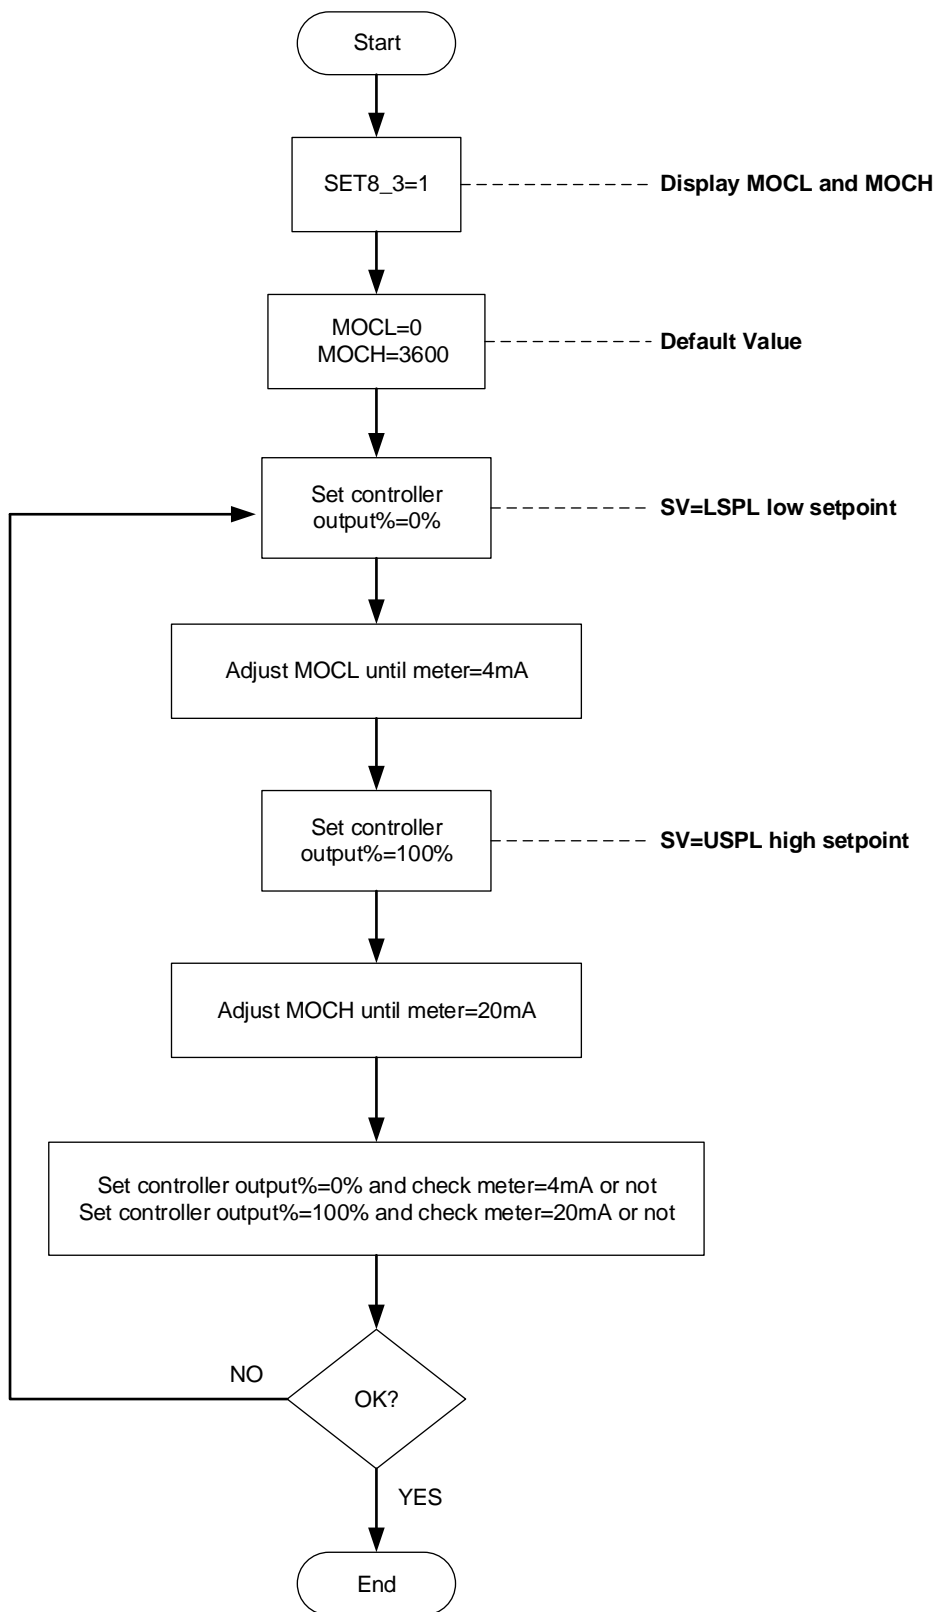 Start
SET8_3=1
Display MOCL and MOCH
MOCL=0
MOCH=3600
Default Value
Set controller
output%=0%
SV=LSPL low setpoint
Adjust MOCL until meter=4mA
Set controller
output%=100%
SV=USPL high setpoint
Adjust MOCH until meter=20mA
Set controller output%=0% and check meter=4mA or not
Set controller output%=100% and check meter=20mA or not
NO
OK?
YES
End